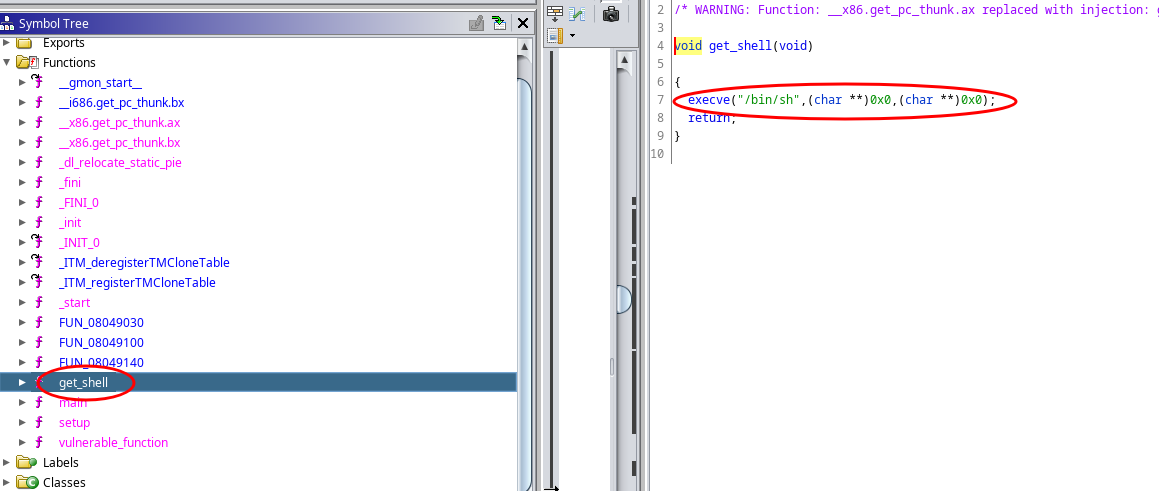 Symbol Tree
Exports
Functions
__gmon_start__
__i686.get_pc_thunk.bx
__x86.get_pc_thunk.ax
__x86.get_pc_thunk.bx
_dl_relocate_static_pie
_fini
_FINI_0
_init
_INIT_0
_ITM_deregisterTMCloneTable
_ITM_registerTMCloneTable
_start
FUN_08049030
FUN_08049100
FUN_08049140
get_shell
main
setup
vulnerable_function
Labels
Classes
2 /* WARNING: Function: __x86.get_pc_thunk.ax replaced with injection: g
3
4 void get_shell(void)
5
6 {
7 execve("/bin/sh",(char **)0x0,(char **)0x0);
8 return;
9 }
10